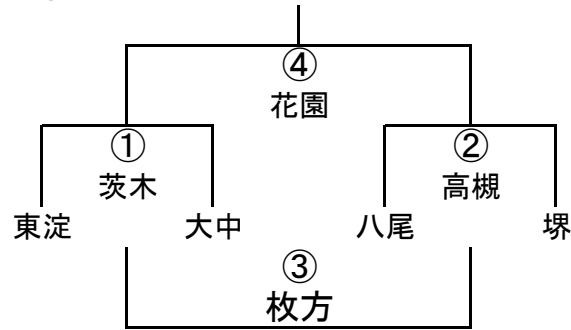 ④
花園
① ②
茨木 高槻
東淀 大中 八尾 堺
③
枚方